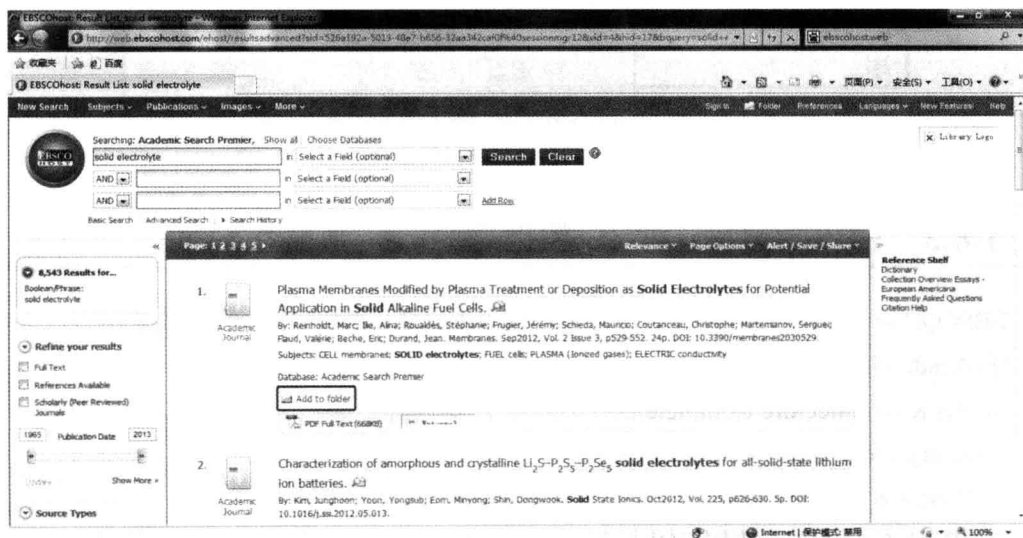 EBSCOhost: Result List: solid electrolyte - Windows Internet Explorer
ebscohost web
收藏夹 百度
EBSCOhost: Result List: solid electrolyte
页面(P) 安全(S) 工具(O)
New Search Subjects Publications Images More
Sign In Folder Preferences Languages New Features! Help
Searching: Academic Search Premier, Show all Choose Databases
Library Logo
EBSCO HOST
solid electrolyte in Select a Field (optional) Search Clear
AND in Select a Field (optional)
AND in Select a Field (optional) Add Row
Basic Search Advanced Search Search History
Page: 1 2 3 4 5 Relevance Page Options Alert / Save / Share
8,543 Results for...
Boolean/Phrase:
solid electrolyte
Refine your results
Full Text
References Available
Scholarly (Peer Reviewed)
Journals
1965 Publication Date 2013
Update Show More »
Source Types
1.
Academic
Journal
Plasma Membranes Modified by Plasma Treatment or Deposition as Solid Electrolytes for Potential
Application in Solid Alkaline Fuel Cells.
By: Reinholdt, Marc; Ilie, Alina; Roualdès, Stéphanie; Frugier, Jérémy; Schieda, Mauricio; Coutanceau, Christophe; Martemianov, Serguei;
Flaud, Valérie; Beche, Eric; Durand, Jean. Membranes. Sep2012, Vol. 2 Issue 3, p529-552. 24p. DOI: 10.3390/membranes2030529.
Subjects: CELL membranes; SOLID electrolytes; FUEL cells; PLASMA (Ionized gases); ELECTRIC conductivity
Database: Academic Search Premier
Add to folder
PDF Full Text (668KB)
2.
Academic
Journal
Characterization of amorphous and crystalline Li₂S–P₂S₅–P₂Se₅ solid electrolytes for all-solid-state lithium
ion batteries.
By: Kim, Junghoon; Yoon, Yongsub; Eom, Minyong; Shin, Dongwook. Solid State Ionics. Oct2012, Vol. 225, p626-630. 5p. DOI:
10.1016/j.ssi.2012.05.013.
Reference Shelf
Dictionary
Collection Overview Essays -
European Americana
Frequently Asked Questions
Citation Help
Internet | 保护模式: 禁用 100%